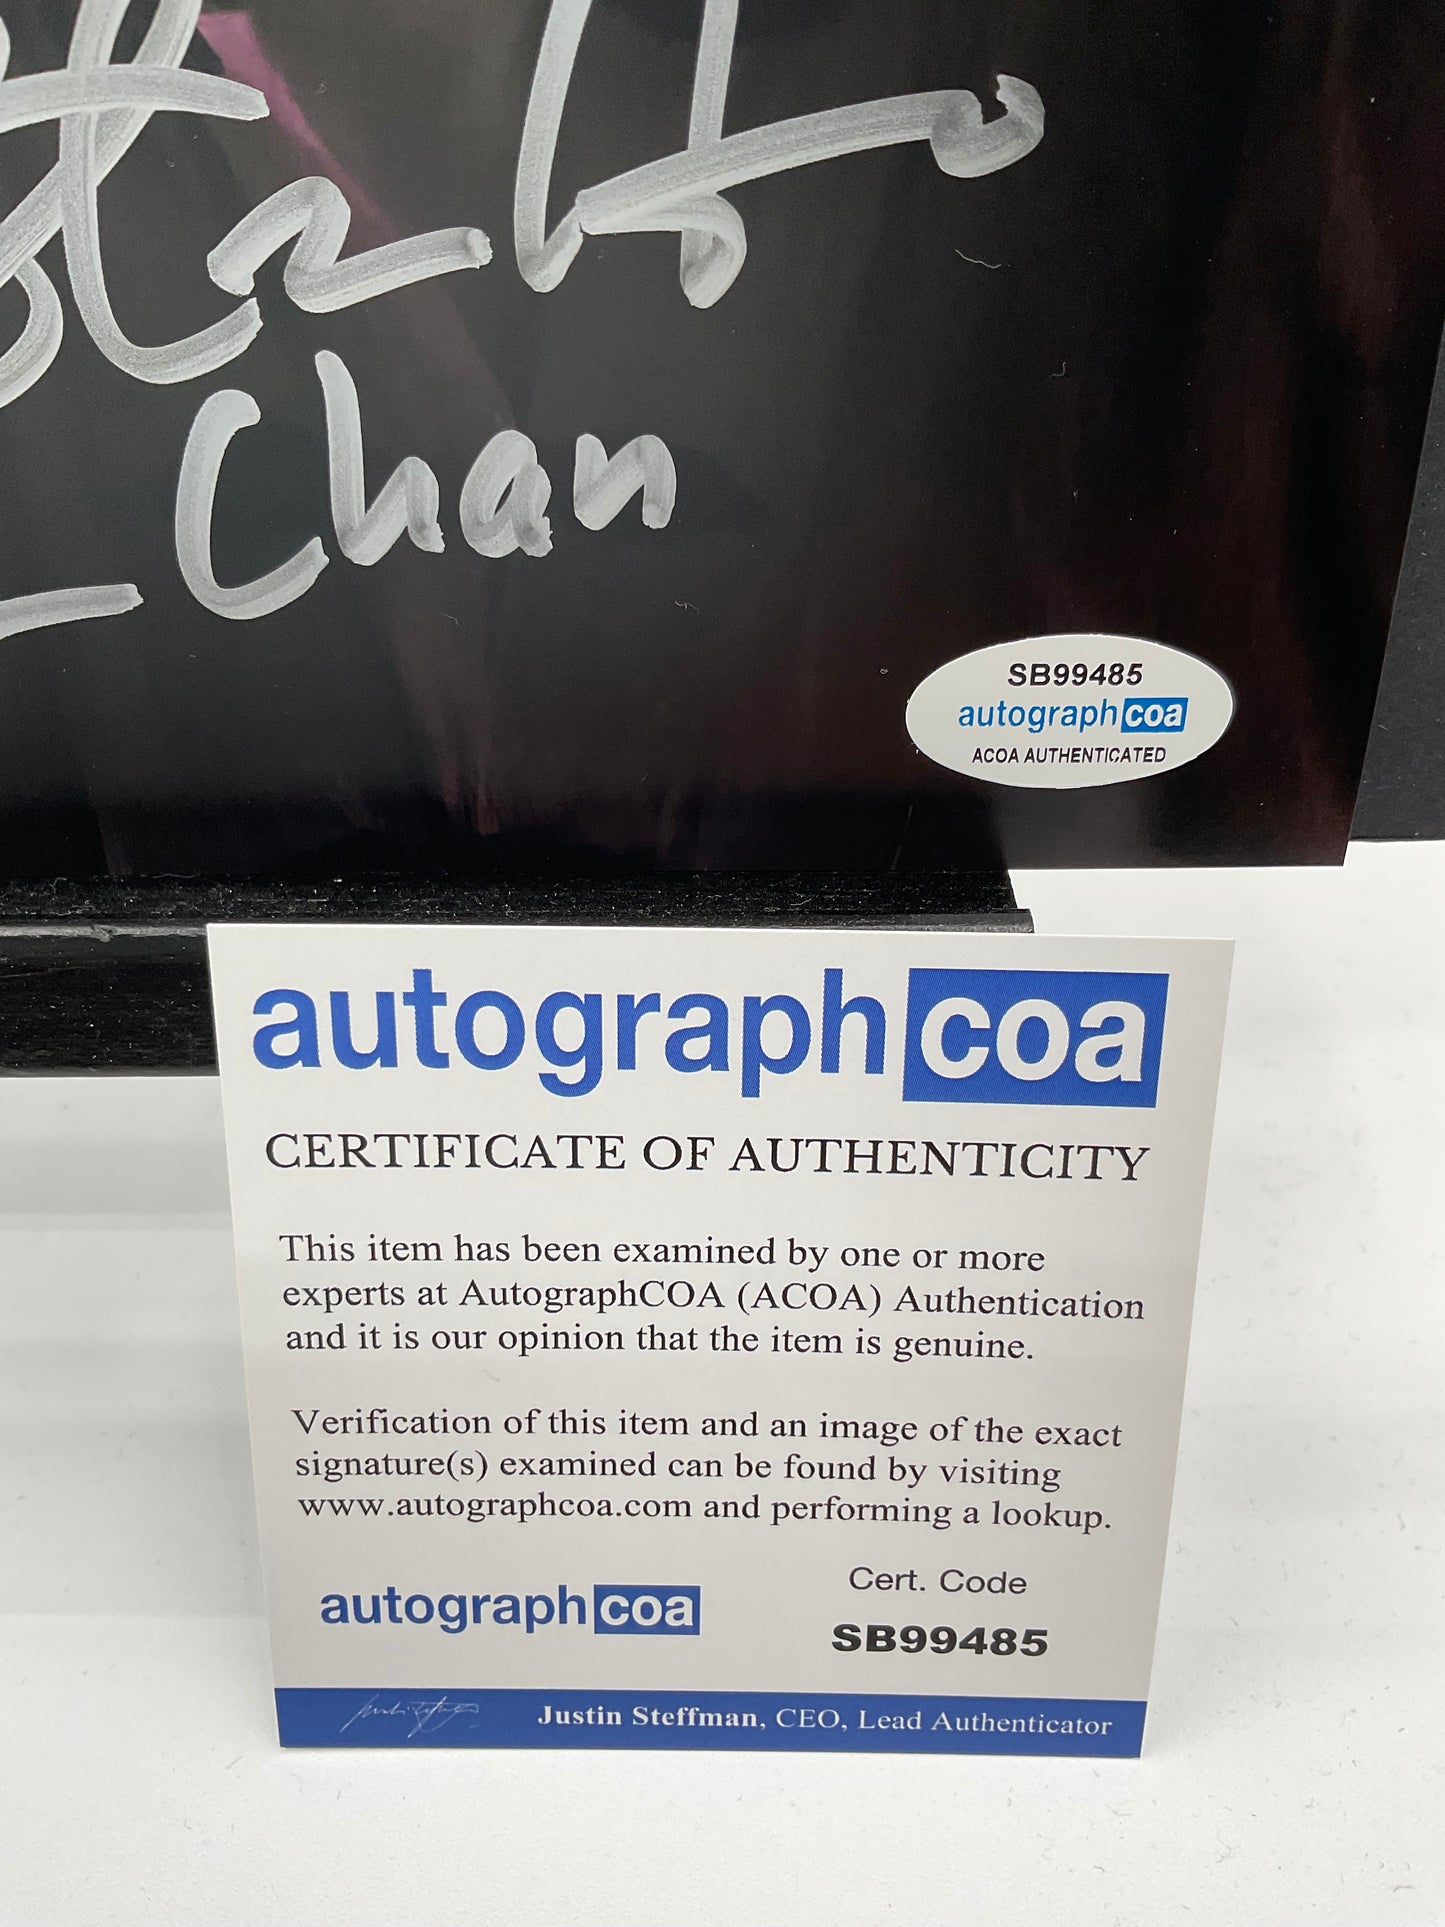 Chan
SB99485
autographcoa
ACOA AUTHENTICATED
autographcoa
CERTIFICATE OF AUTHENTICITY
This item has been examined by one or more
experts at AutographCOA (ACOA) Authentication
and it is our opinion that the item is genuine.
Verification of this item and an image of the exact
signature(s) examined can be found by visiting
www.autographcoa.com and performing a lookup.
Cert. Code
autographcoa
SB99485
Justin Steffman, CEO, Lead Authenticator